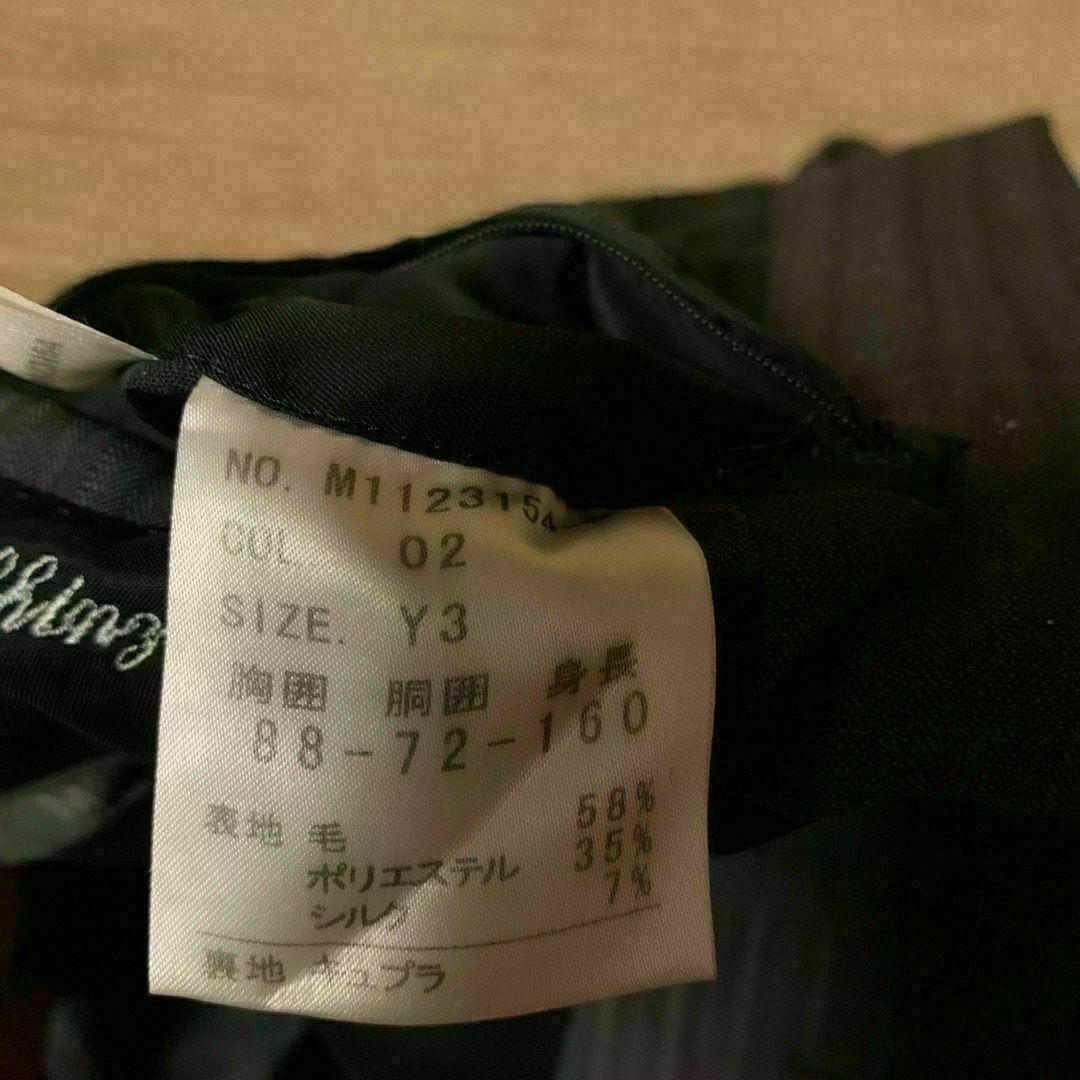 NO. M1123154
COL. 02
SIZE. Y3
胸囲 胴囲 身長
88-72-160
表地 毛 58%
ポリエステル 35%
シルク 7%
裏地 キュプラ